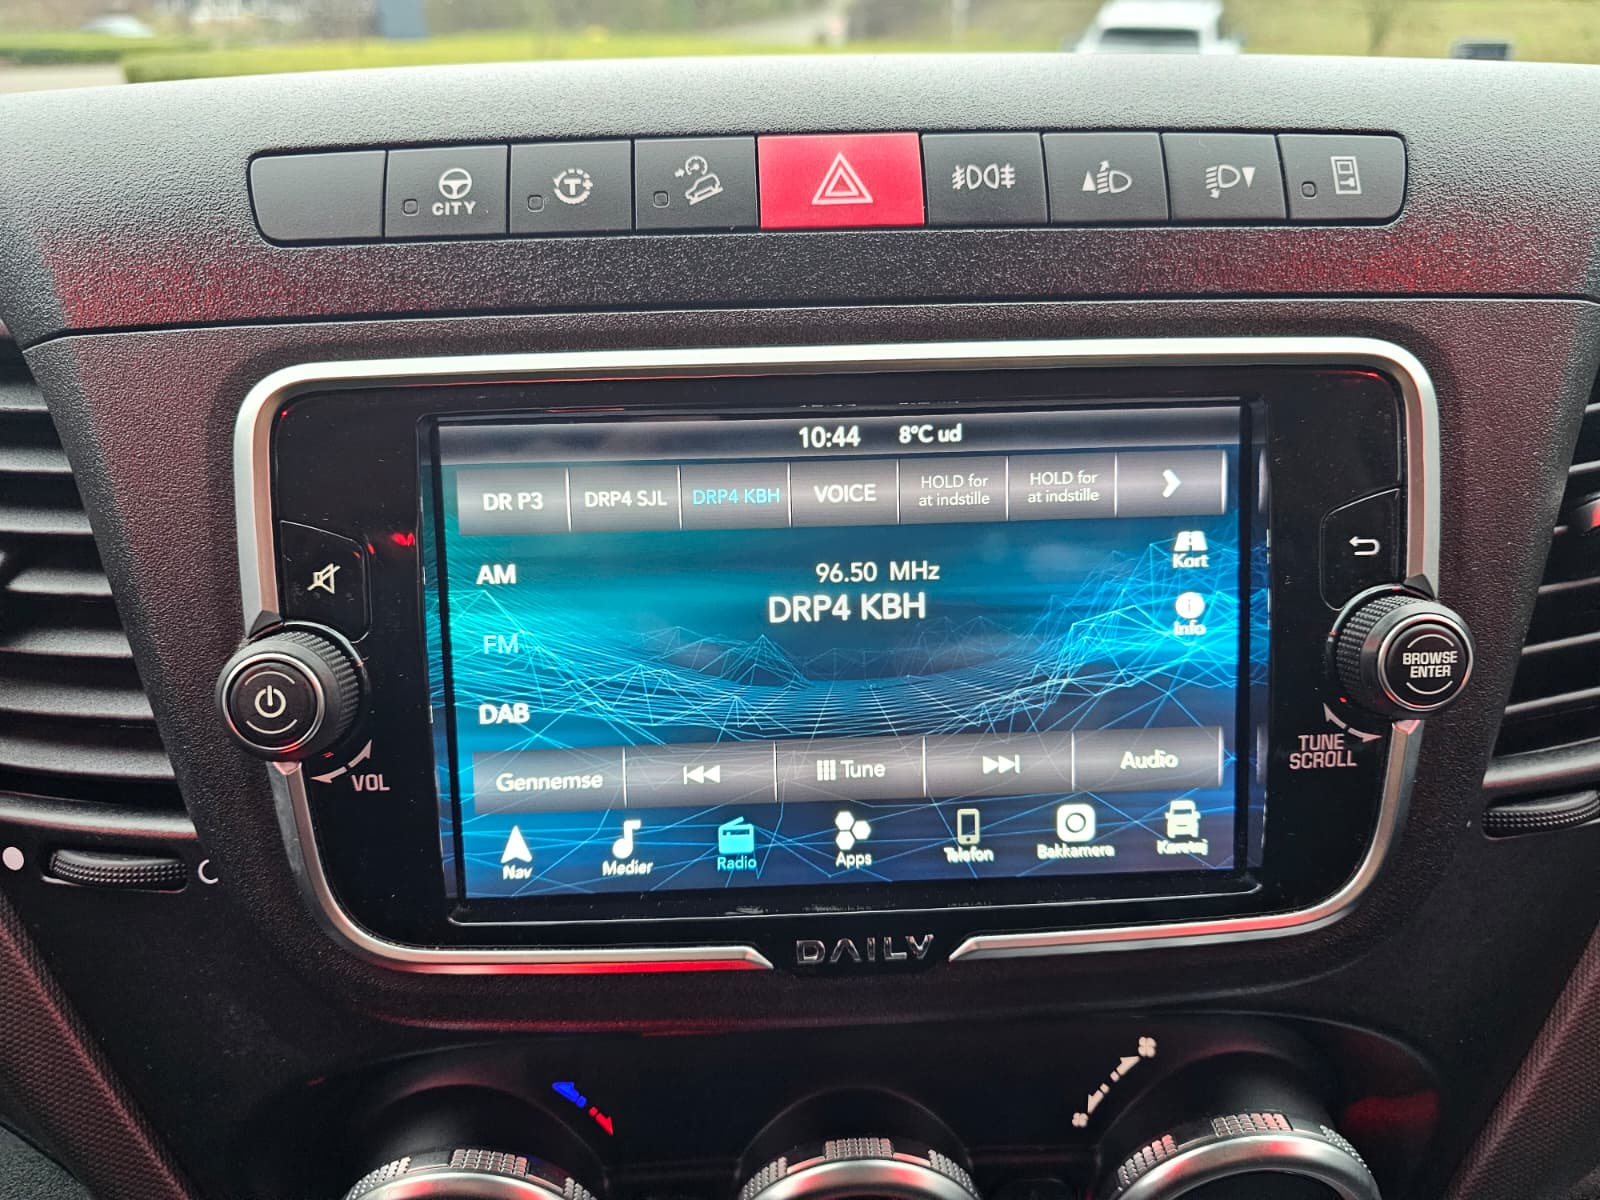 CITY
T
10:44 8°C ud
DR P3 DRP4 SJL DRP4 KBH VOICE HOLD for at indstille HOLD for at indstille
AM
96.50 MHz
DRP4 KBH
Kort
FM
Info
DAB
Gennemse Tune Audio
Nav Medier Radio Apps Telefon Bakkamera Køretøj
VOL
BROWSE
ENTER
TUNE
SCROLL
DAILY